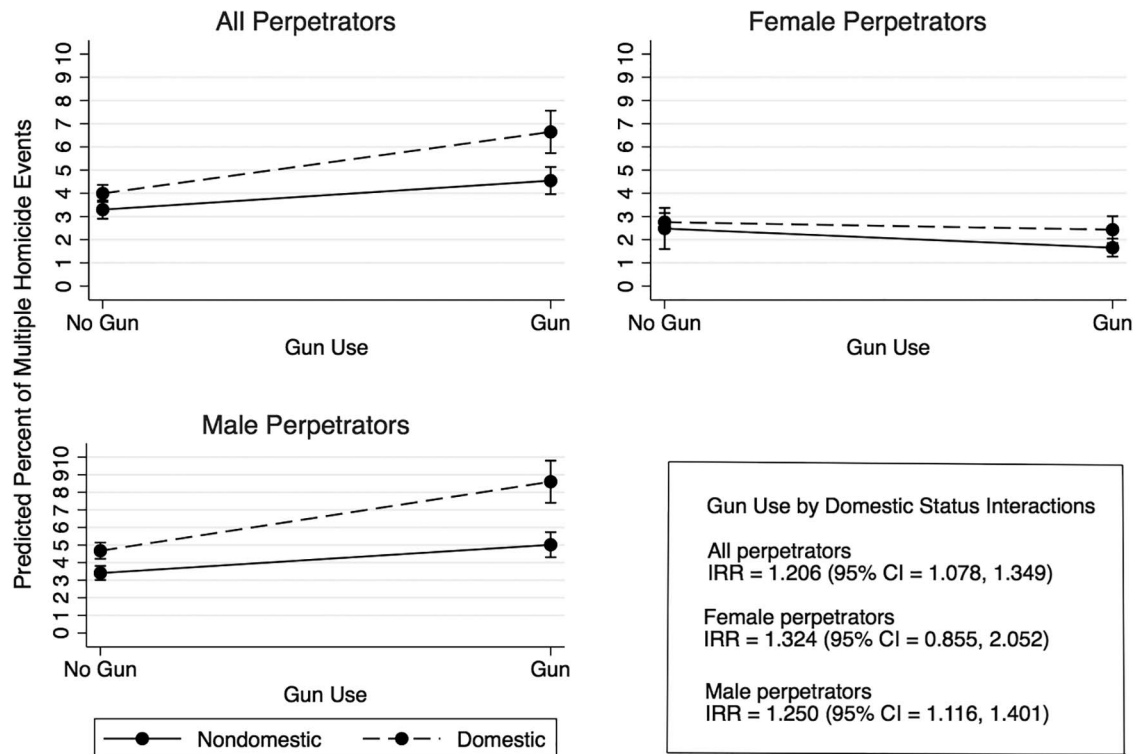 All Perpetrators
Predicted Percent of Multiple Homicide Events
10
9
8
7
6
5
4
3
2
1
0
No Gun Gun
Gun Use
Female Perpetrators
10
9
8
7
6
5
4
3
2
1
0
No Gun Gun
Gun Use
Male Perpetrators
10
9
8
7
6
5
4
3
2
1
0
No Gun Gun
Gun Use
Nondomestic Domestic
Gun Use by Domestic Status Interactions
All perpetrators
IRR = 1.206 (95% CI = 1.078, 1.349)
Female perpetrators
IRR = 1.324 (95% CI = 0.855, 2.052)
Male perpetrators
IRR = 1.250 (95% CI = 1.116, 1.401)